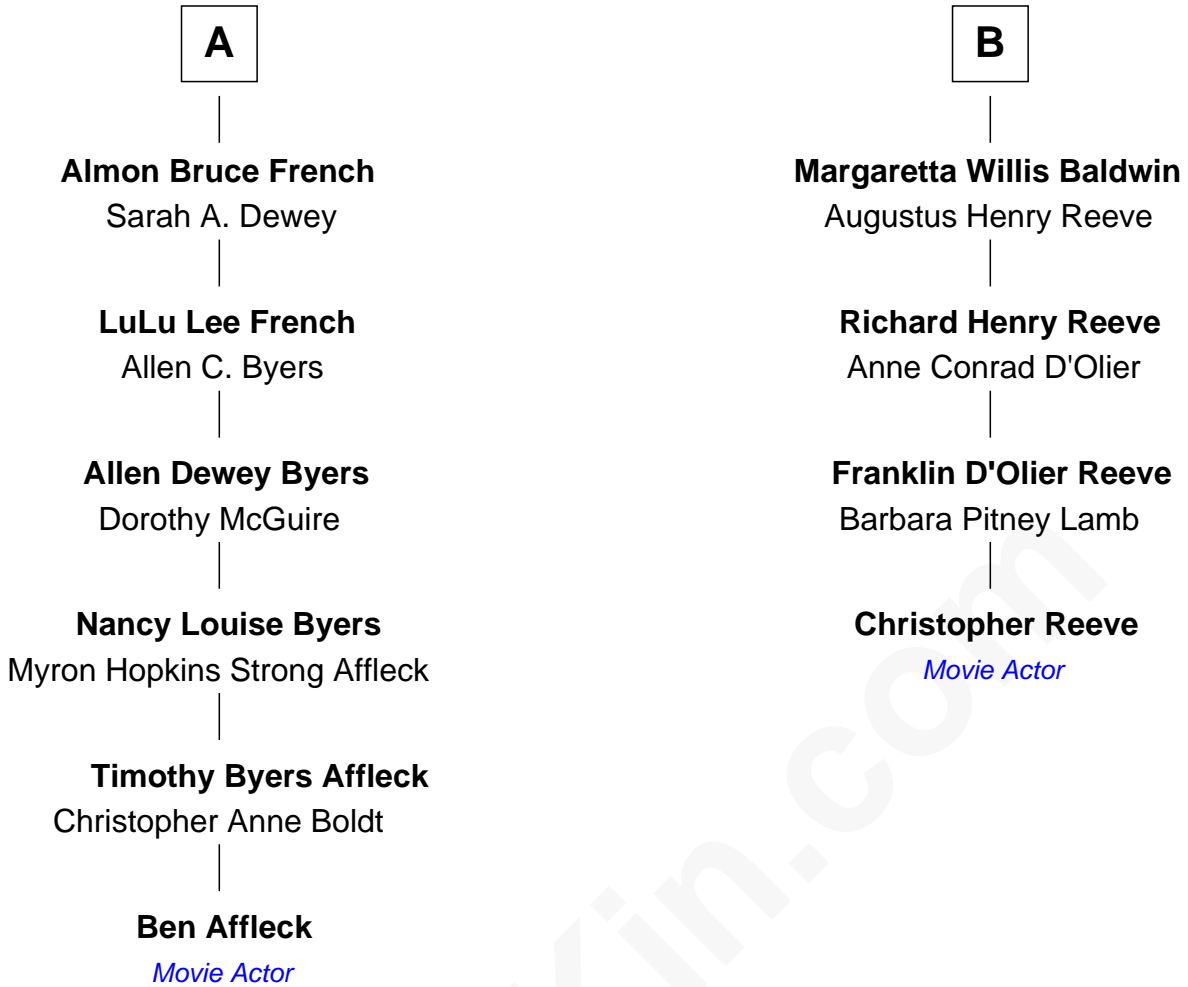 A
Almon Bruce French
Sarah A. Dewey
LuLu Lee French
Allen C. Byers
Allen Dewey Byers
Dorothy McGuire
Nancy Louise Byers
Myron Hopkins Strong Affleck
Timothy Byers Affleck
Christopher Anne Boldt
Ben Affleck
Movie Actor
B
Margaretta Willis Baldwin
Augustus Henry Reeve
Richard Henry Reeve
Anne Conrad D'Olier
Franklin D'Olier Reeve
Barbara Pitney Lamb
Christopher Reeve
Movie Actor
Kin.com